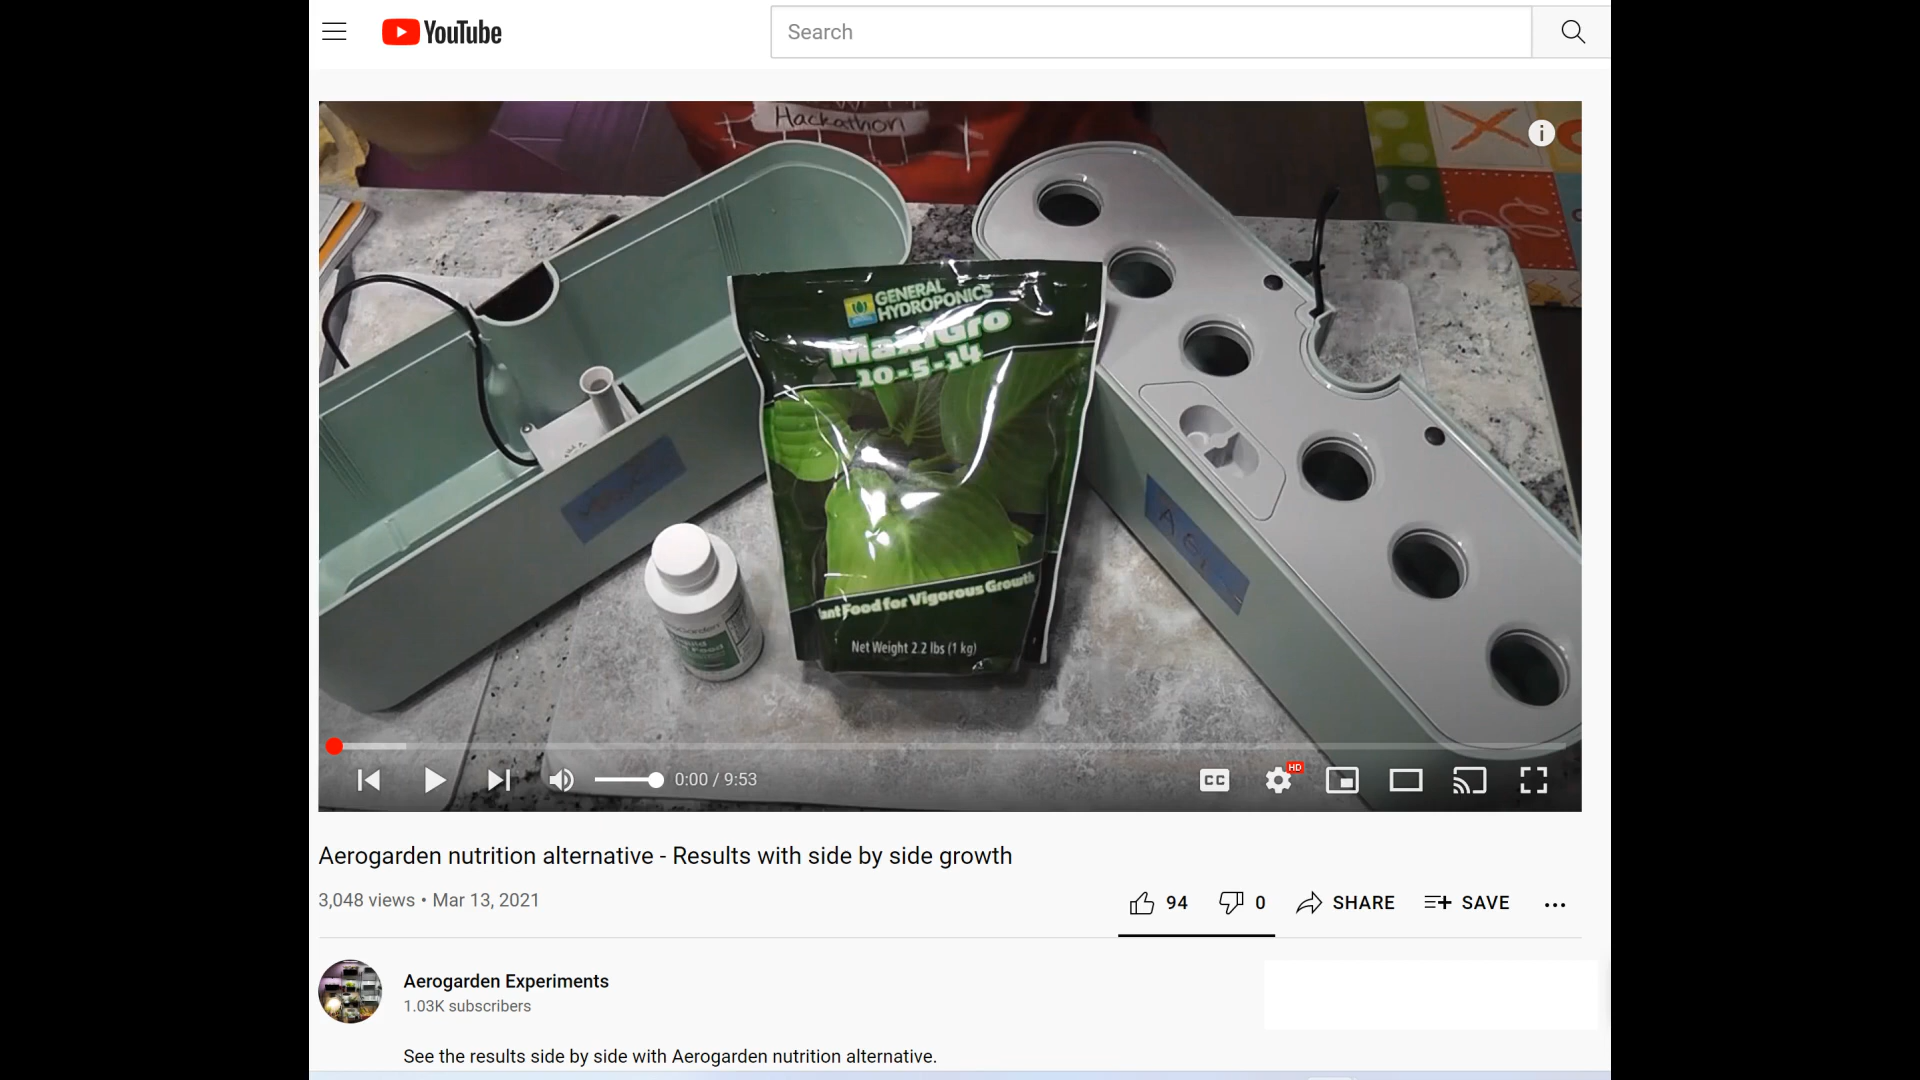 YouTube
Search
Hackathon
GENERAL
HYDROPONICS
MaxiGro
10-5-14
ant Food for Vigorous Growth
Net Weight 2.2 lbs (1 kg)
AG
HD
CC
0:00 / 9:53
Aerogarden nutrition alternative - Results with side by side growth
3,048 views • Mar 13, 2021
94
0
SHARE
SAVE
Aerogarden Experiments
1.03K subscribers
See the results side by side with Aerogarden nutrition alternative.